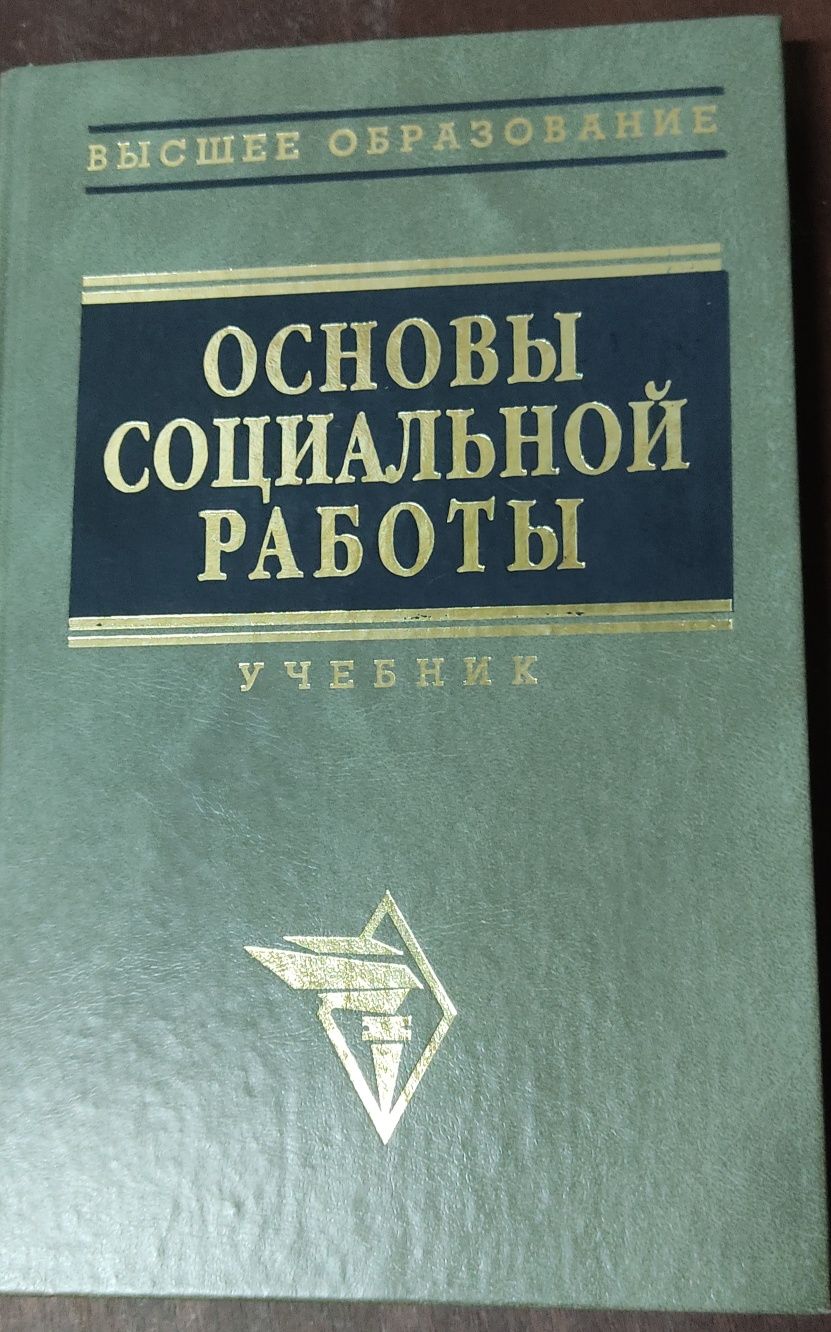 ВЫСШЕЕ ОБРАЗОВАНИЕ
ОСНОВЫ
СОЦИАЛЬНОЙ
РАБОТЫ
УЧЕБНИК